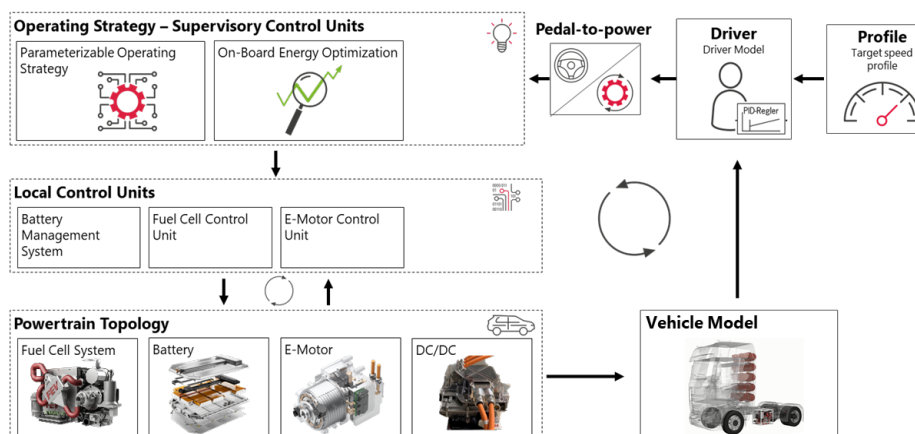 Operating Strategy – Supervisory Control Units
Parameterizable Operating
Strategy
On-Board Energy Optimization
Pedal-to-power
Driver
Driver Model
PID-Regler
Profile
Target speed
profile
Local Control Units
Battery
Management
System
Fuel Cell Control
Unit
E-Motor Control
Unit
Powertrain Topology
Fuel Cell System
Battery
E-Motor
DC/DC
Vehicle Model